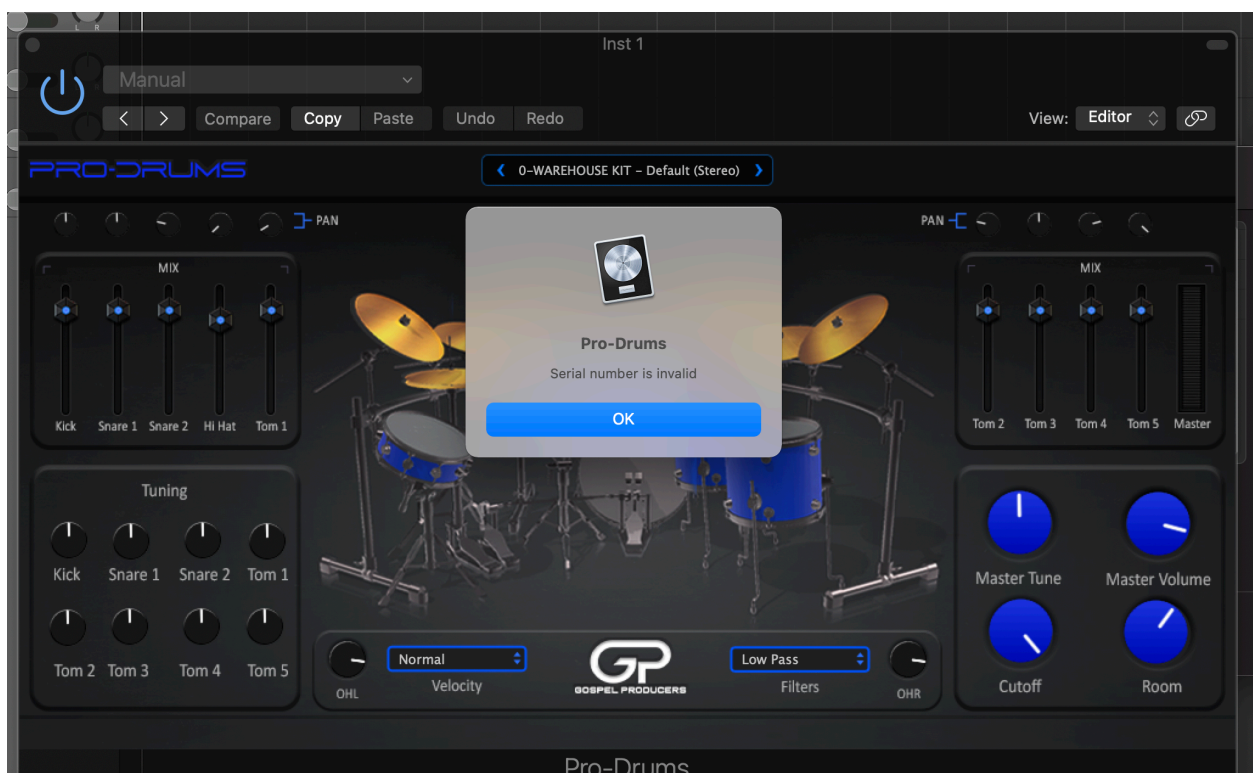 L R
Inst 1
Manual
Compare Copy Paste Undo Redo View: Editor
PRO-DRUMS
0-WAREHOUSE KIT - Default (Stereo)
PAN
PAN
MIX
MIX
Pro-Drums
Serial number is invalid
OK
Kick Snare 1 Snare 2 Hi Hat Tom 1
Tom 2 Tom 3 Tom 4 Tom 5 Master
Tuning
Kick Snare 1 Snare 2 Tom 1
Tom 2 Tom 3 Tom 4 Tom 5
Master Tune Master Volume
Cutoff Room
OHL
Normal
Velocity
GP
GOSPEL PRODUCERS
Low Pass
Filters
OHR
Pro-Drums